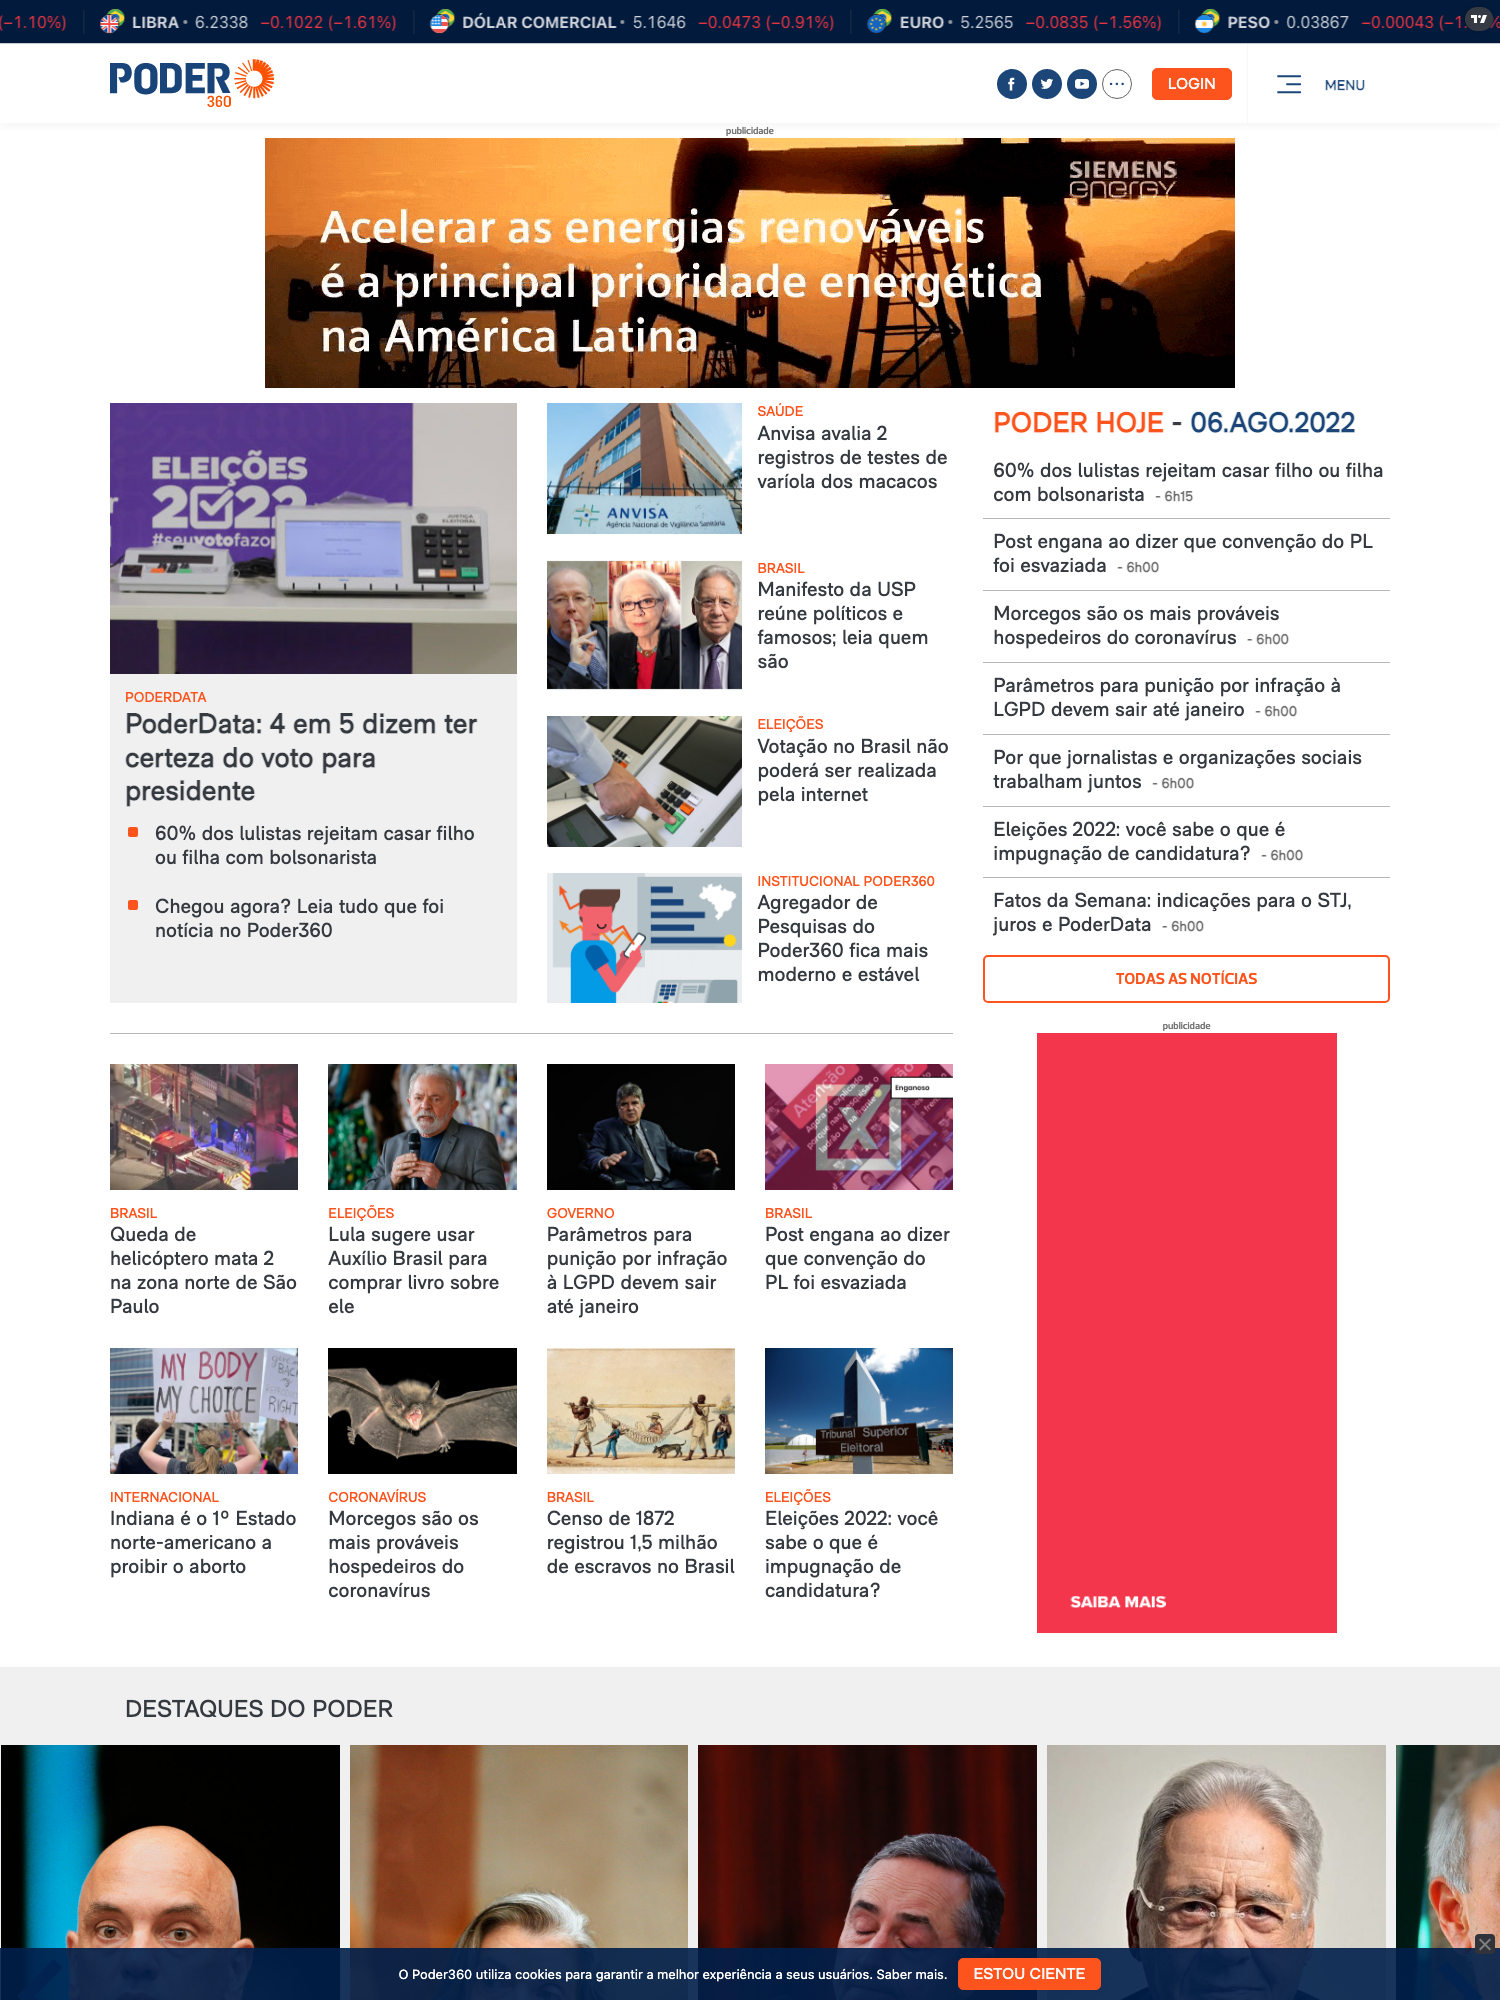 (−1.10%) LIBRA • 6.2338 −0.1022 (−1.61%) DÓLAR COMERCIAL • 5.1646 −0.0473 (−0.91%) EURO • 5.2565 −0.0835 (−1.56%) PESO • 0.03867 −0.00043
PODER
360
LOGIN
MENU
publicidade
SIEMENS
energy
Acelerar as energias renováveis
é a principal prioridade energética
na América Latina
ELEIÇÕES
2022
#seuvotofazo
JUSTIÇA
ELEITORAL
PODERDATA
PoderData: 4 em 5 dizem ter
certeza do voto para
presidente
60% dos lulistas rejeitam casar filho
ou filha com bolsonarista
Chegou agora? Leia tudo que foi
notícia no Poder360
ANVISA
Agência Nacional de Vigilância Sanitária
SAÚDE
Anvisa avalia 2
registros de testes de
varíola dos macacos
BRASIL
Manifesto da USP
reúne políticos e
famosos; leia quem
são
ELEIÇÕES
Votação no Brasil não
poderá ser realizada
pela internet
INSTITUCIONAL PODER360
Agregador de
Pesquisas do
Poder360 fica mais
moderno e estável
PODER HOJE - 06.AGO.2022
60% dos lulistas rejeitam casar filho ou filha
com bolsonarista - 6h15
Post engana ao dizer que convenção do PL
foi esvaziada - 6h00
Morcegos são os mais prováveis
hospedeiros do coronavírus - 6h00
Parâmetros para punição por infração à
LGPD devem sair até janeiro - 6h00
Por que jornalistas e organizações sociais
trabalham juntos - 6h00
Eleições 2022: você sabe o que é
impugnação de candidatura? - 6h00
Fatos da Semana: indicações para o STJ,
juros e PoderData - 6h00
TODAS AS NOTÍCIAS
publicidade
SAIBA MAIS
BRASIL
Queda de
helicóptero mata 2
na zona norte de São
Paulo
ELEIÇÕES
Lula sugere usar
Auxílio Brasil para
comprar livro sobre
ele
GOVERNO
Parâmetros para
punição por infração
à LGPD devem sair
até janeiro
Atenção
Enganoso
BRASIL
Post engana ao dizer
que convenção do
PL foi esvaziada
MY BODY
MY CHOICE
INTERNACIONAL
Indiana é o 1º Estado
norte-americano a
proibir o aborto
CORONAVÍRUS
Morcegos são os
mais prováveis
hospedeiros do
coronavírus
BRASIL
Censo de 1872
registrou 1,5 milhão
de escravos no Brasil
Tribunal Superior
Eleitoral
ELEIÇÕES
Eleições 2022: você
sabe o que é
impugnação de
candidatura?
DESTAQUES DO PODER
O Poder360 utiliza cookies para garantir a melhor experiência a seus usuários. Saber mais.
ESTOU CIENTE